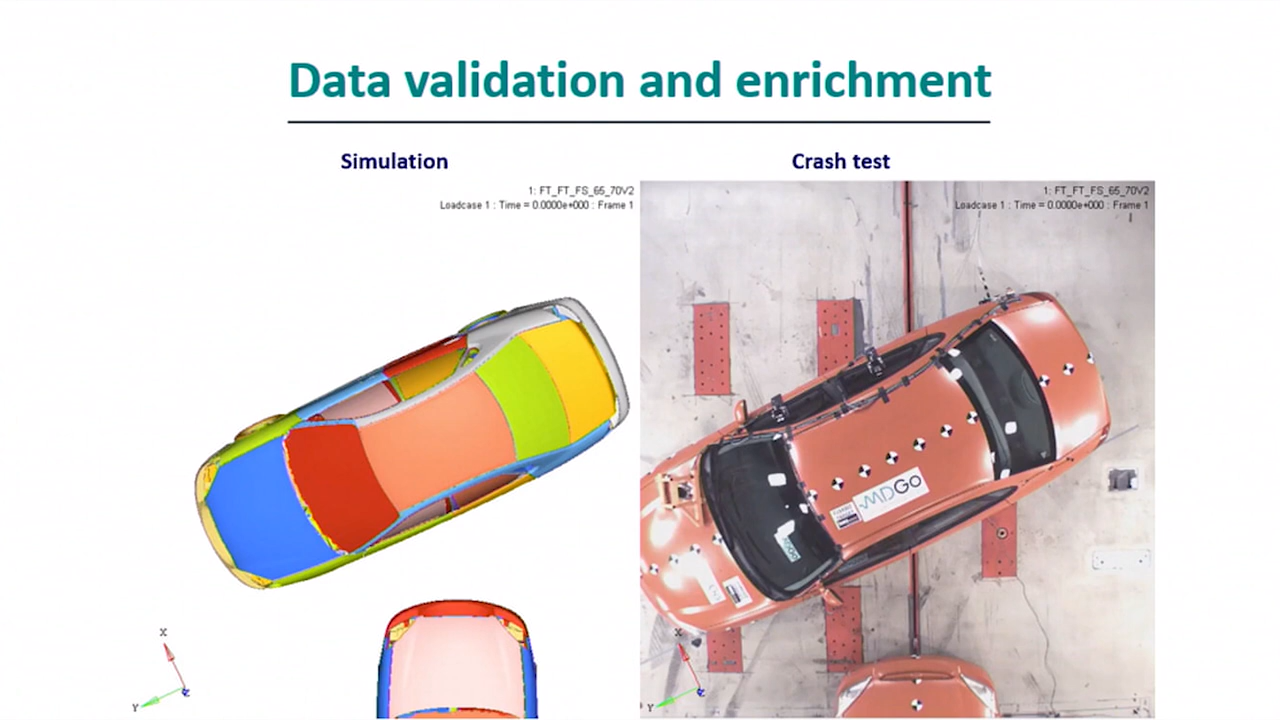 Data validation and enrichment
Simulation
Crash test
1: FT_FT_FS_65_70V2
Loadcase 1 : Time = 0.0000e+000 : Frame 1
1: FT_FT_FS_65_70V2
Loadcase 1 : Time = 0.0000e+000 : Frame 1
MDGo
X
Y
Z
X
Y
Z